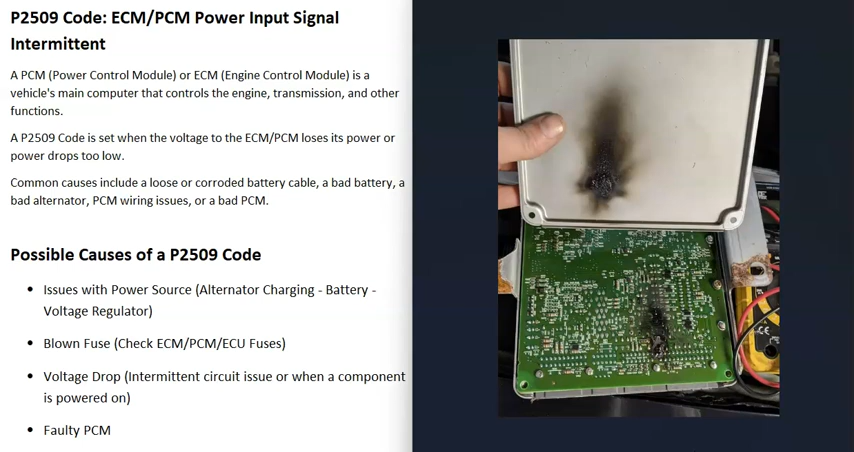 P2509 Code: ECM/PCM Power Input Signal
Intermittent
A PCM (Power Control Module) or ECM (Engine Control Module) is a
vehicle's main computer that controls the engine, transmission, and other
functions.
A P2509 Code is set when the voltage to the ECM/PCM loses its power or
power drops too low.
Common causes include a loose or corroded battery cable, a bad battery, a
bad alternator, PCM wiring issues, or a bad PCM.
Possible Causes of a P2509 Code
• Issues with Power Source (Alternator Charging - Battery -
Voltage Regulator)
• Blown Fuse (Check ECM/PCM/ECU Fuses)
• Voltage Drop (Intermittent circuit issue or when a component
is powered on)
• Faulty PCM